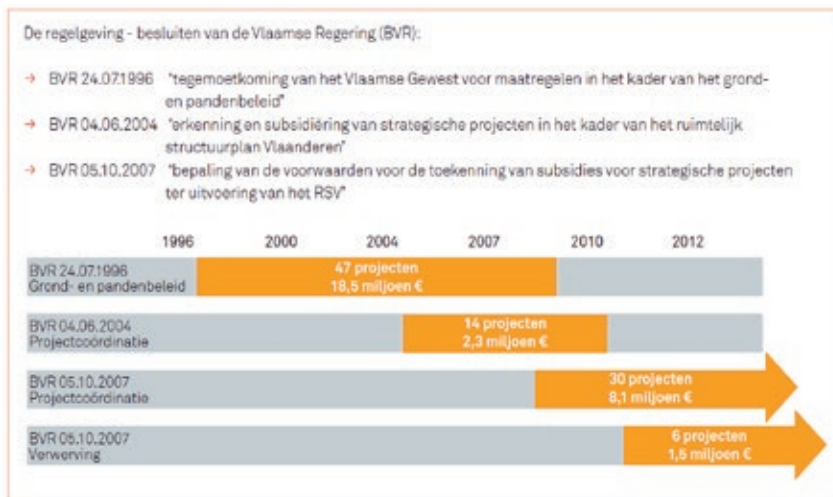 De regelgeving - besluiten van de Vlaamse Regering (BVR):
→ BVR 24.07.1996 "tegemoetkoming van het Vlaamse Gewest voor maatregelen in het kader van het grond-
en pandenbeleid"
→ BVR 04.06.2004 "erkenning en subsidiëring van strategische projecten in het kader van het ruimtelijk
structuurplan Vlaanderen"
→ BVR 05.10.2007 "bepaling van de voorwaarden voor de toekenning van subsidies voor strategische projecten
ter uitvoering van het RSV"
1996 2000 2004 2007 2010 2012
BVR 24.07.1996
Grond- en pandenbeleid
47 projecten
18,5 miljoen €
BVR 04.06.2004
Projectcoördinatie
14 projecten
2,3 miljoen €
BVR 05.10.2007
Projectcoördinatie
30 projecten
8,1 miljoen €
BVR 05.10.2007
Verwerving
6 projecten
1,5 miljoen €